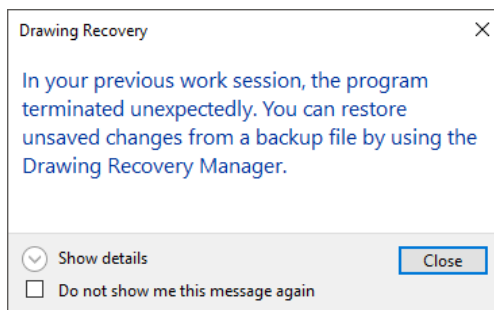 Drawing Recovery
In your previous work session, the program
terminated unexpectedly. You can restore
unsaved changes from a backup file by using the
Drawing Recovery Manager.
Show details
Close
Do not show me this message again